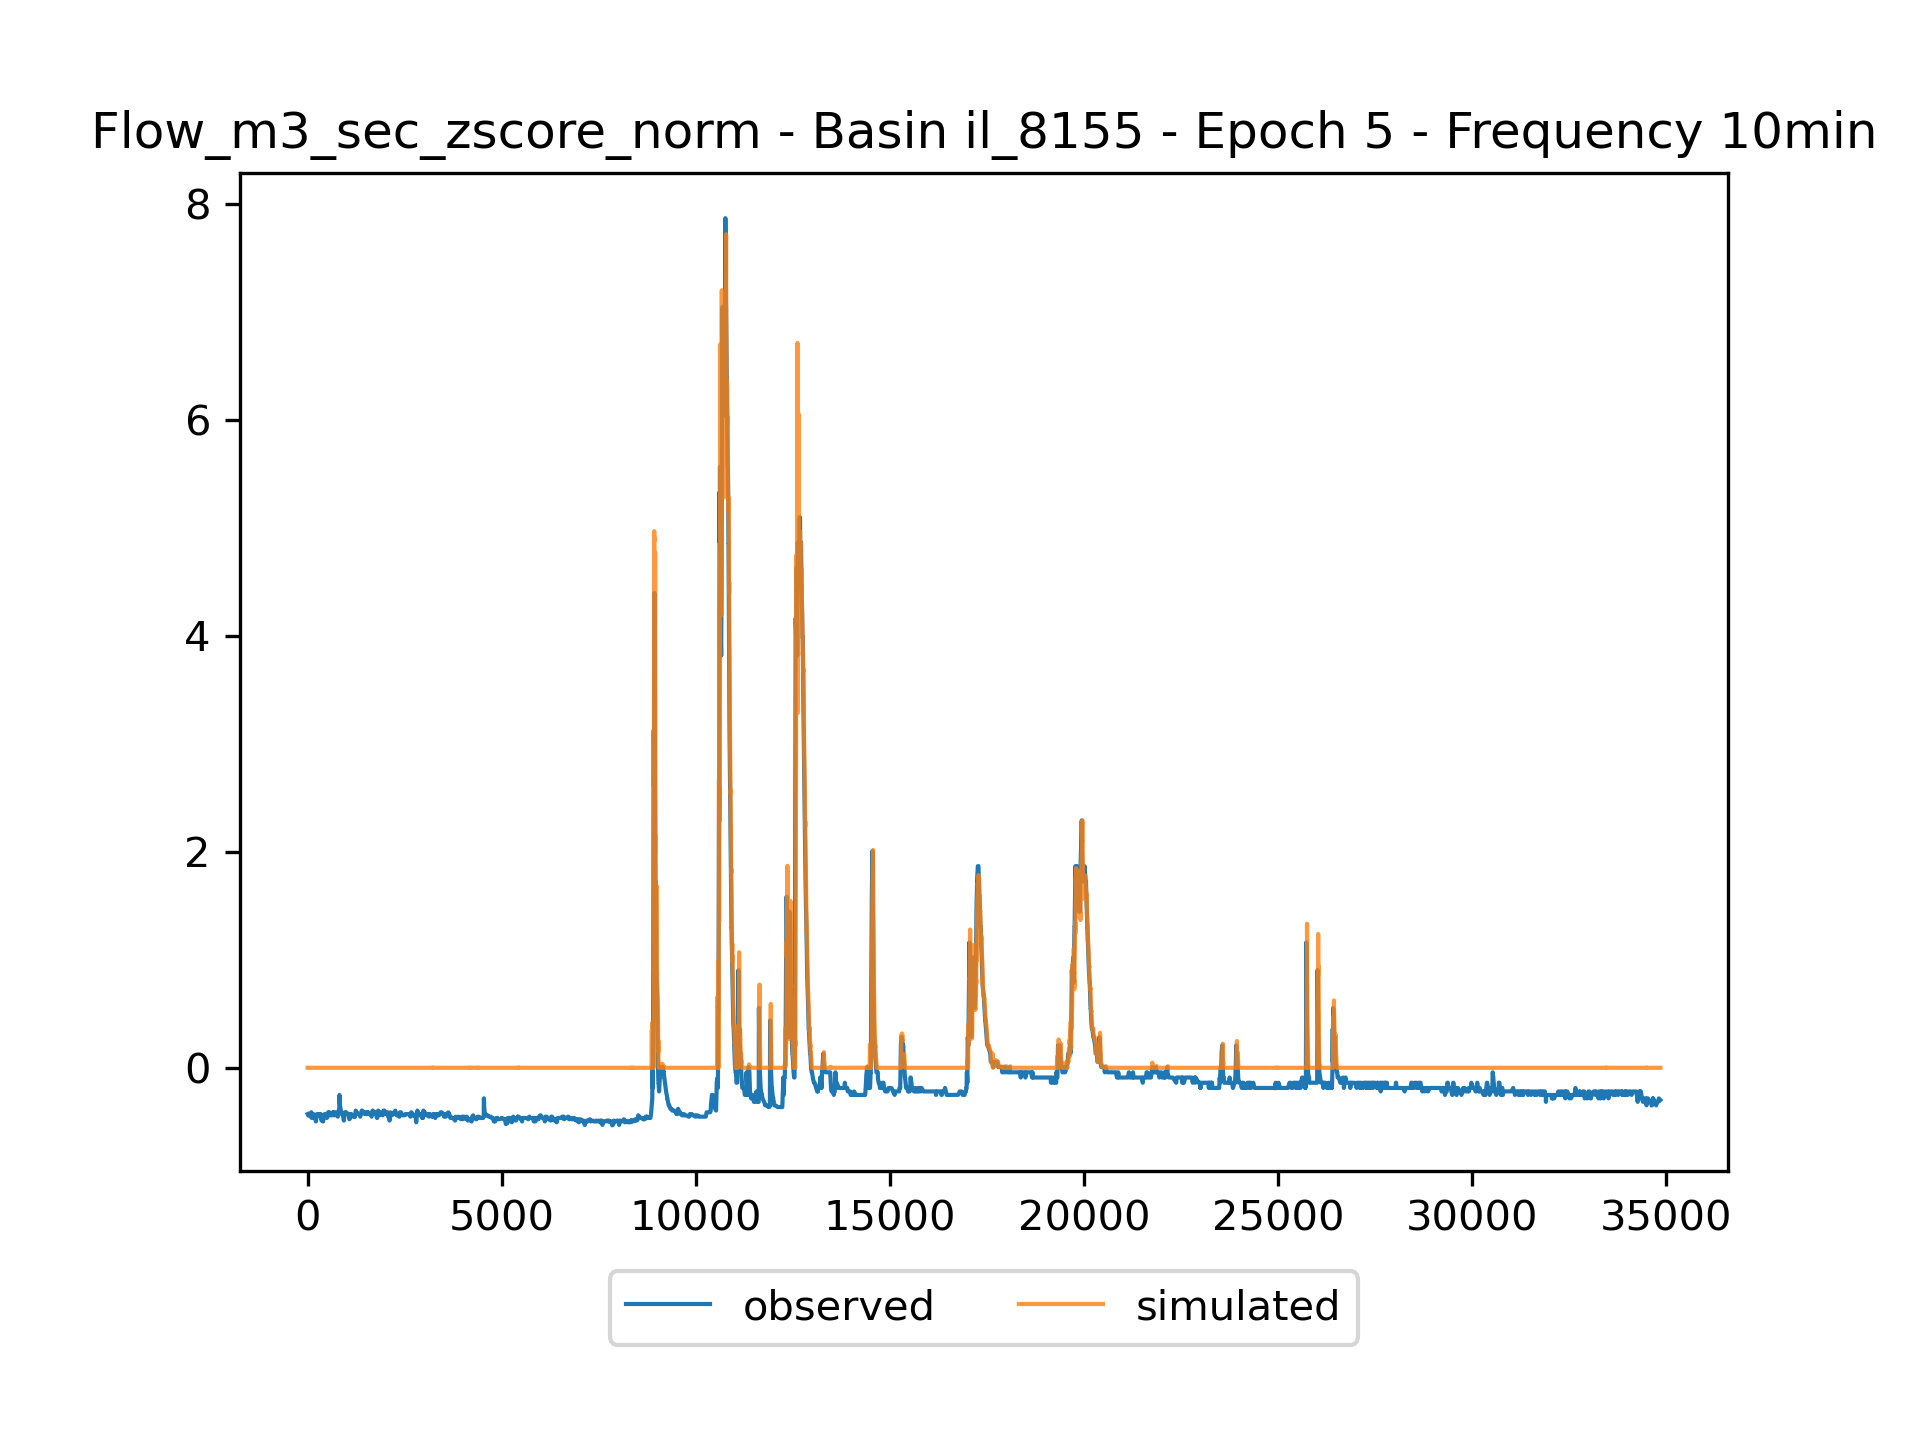 Flow_m3_sec_zscore_norm - Basin il_8155 - Epoch 5 - Frequency 10min
8
6
4
2
0
0 5000 10000 15000 20000 25000 30000 35000
observed simulated